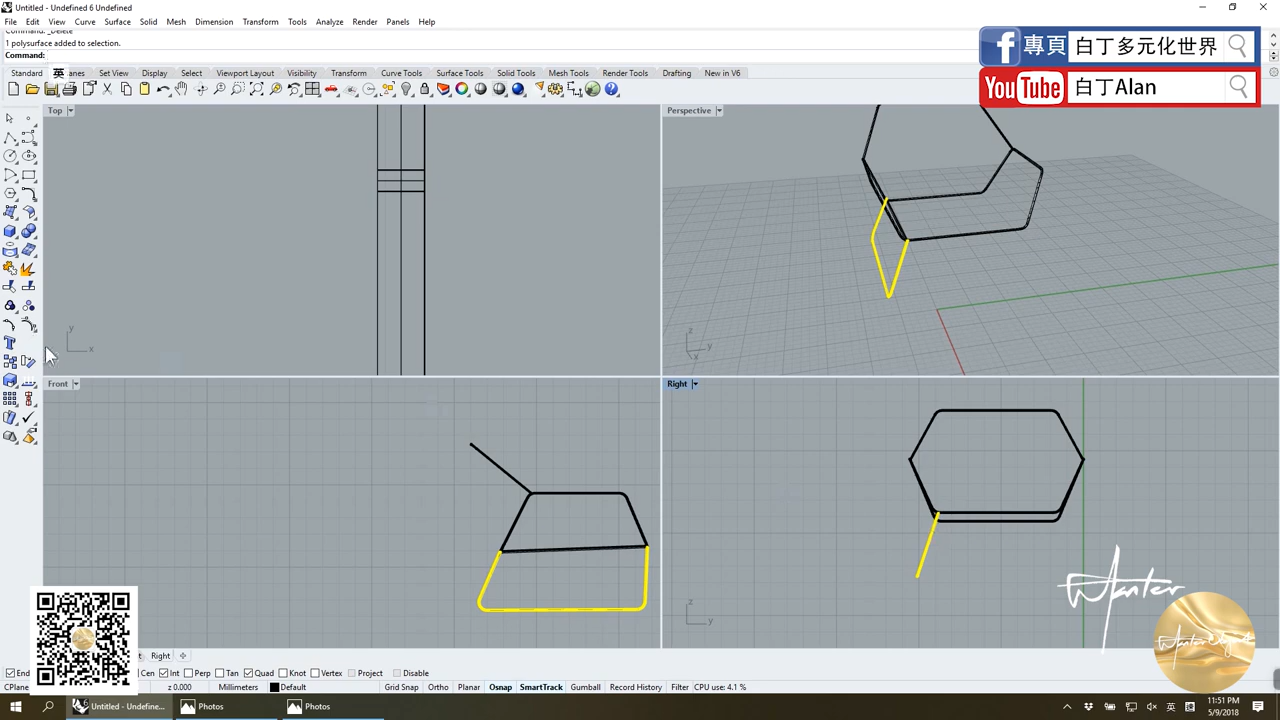 Untitled - Undefined 6 Undefined
File Edit View Curve Surface Solid Mesh Dimension Transform Tools Analyze Render Panels Help
Command: _Delete
1 polysurface added to selection.
Command:
專頁 白丁多元化世界
Standard 英 anes Set View Display Select Viewport Layout Visibility Transform Curve Tools Surface Tools Solid Tools Mesh Tools Render Tools Drafting New in V6
YouTube 白丁Alan
Top
Perspective
y
x
z
y
x
Front
Right
z
y
Right
End Cen Int Perp Tan Quad Knot Vertex Project Disable
CPlane z 0.000 Millimeters Default Grid Snap Ortho Planar Osnap SmartTrack Gumball Record History Filter CPU use: 4.1 %
Untitled - Undefine... Photos Photos
英
11:51 PM
5/9/2018